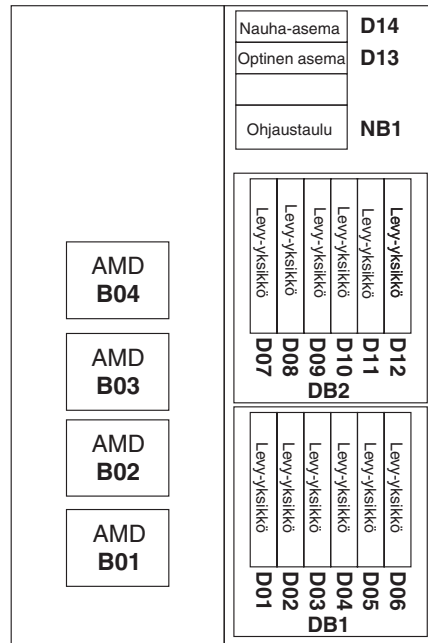 Nauha-asema D14
Optinen asema D13
Ohjaustaulu NB1
Levy-yksikkö Levy-yksikkö Levy-yksikkö Levy-yksikkö Levy-yksikkö Levy-yksikkö
D07 D08 D09 D10 D11 D12
DB2
Levy-yksikkö Levy-yksikkö Levy-yksikkö Levy-yksikkö Levy-yksikkö Levy-yksikkö
D01 D02 D03 D04 D05 D06
DB1
AMD
B04
AMD
B03
AMD
B02
AMD
B01